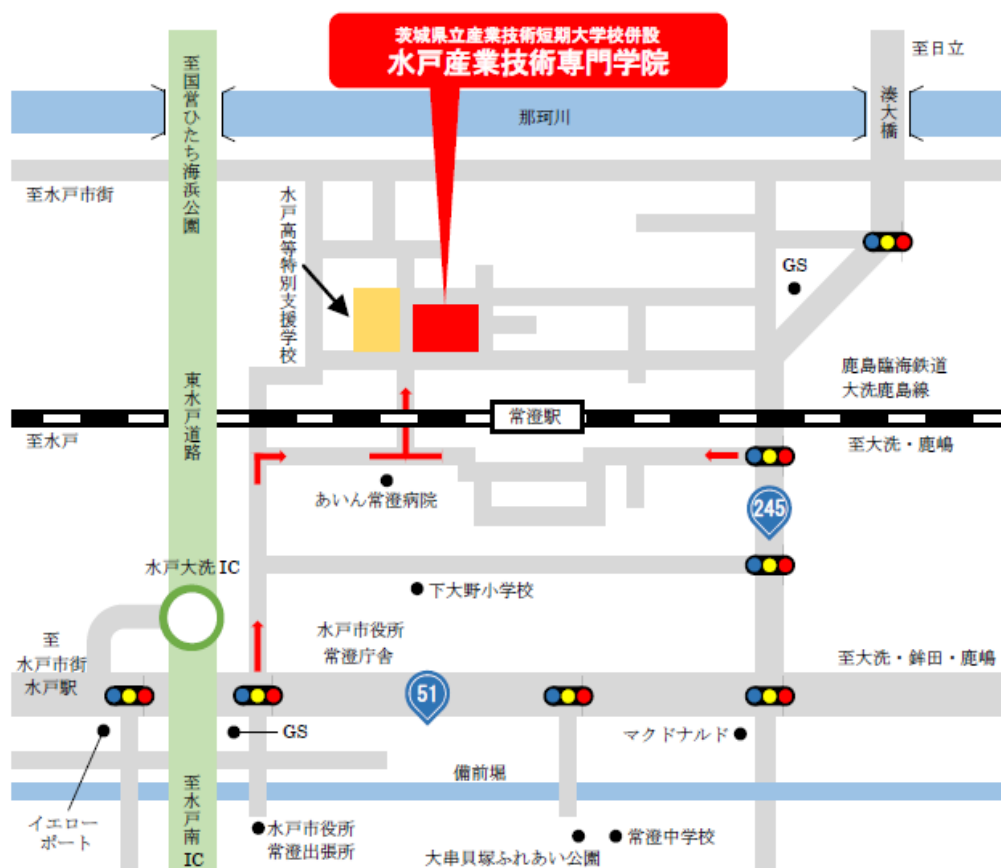 茨城県立産業技術短期大学校併設
水戸産業技術専門学院
至日立
至国営ひたち海浜公園
那珂川
湊大橋
至水戸市街
水戸高等特別支援学校
GS
鹿島臨海鉄道
大洗鹿島線
東水戸道路
常澄駅
至水戸
至大洗・鹿嶋
あいん常澄病院
245
水戸大洗IC
下大野小学校
水戸市役所
常澄庁舎
至
水戸市街
水戸駅
至大洗・鉾田・鹿嶋
51
GS
マクドナルド
備前堀
至水戸南IC
イエロー
ポート
水戸市役所
常澄出張所
常澄中学校
大串貝塚ふれあい公園